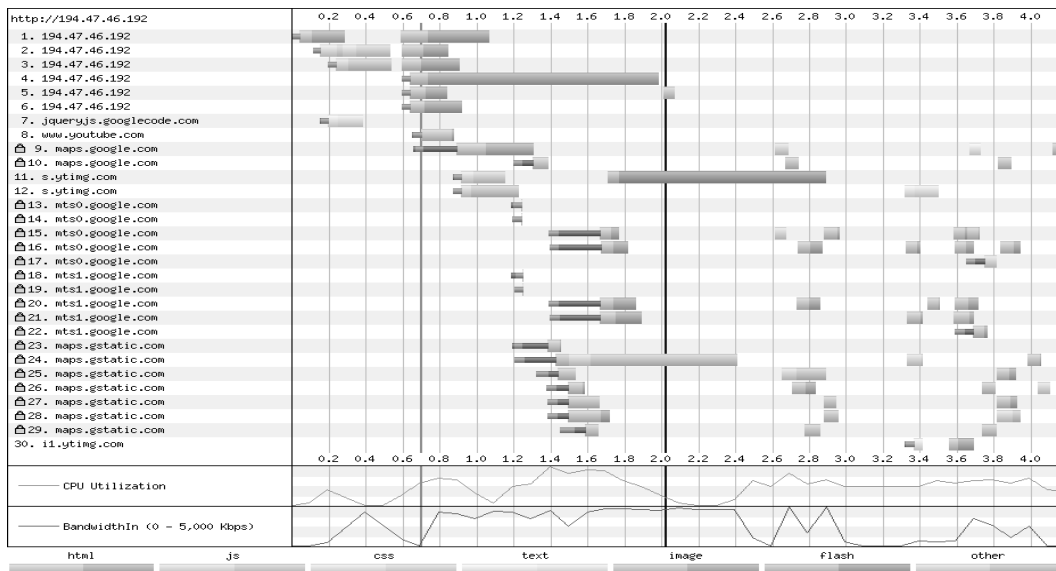 http://194.47.46.192 0.2 0.4 0.6 0.8 1.0 1.2 1.4 1.6 1.8 2.0 2.2 2.4 2.6 2.8 3.0 3.2 3.4 3.6 3.8 4.0
1. 194.47.46.192
2. 194.47.46.192
3. 194.47.46.192
4. 194.47.46.192
5. 194.47.46.192
6. 194.47.46.192
7. jqueryjs.googlecode.com
8. www.youtube.com
9. maps.google.com
10. maps.google.com
11. s.ytimg.com
12. s.ytimg.com
13. mts0.google.com
14. mts0.google.com
15. mts0.google.com
16. mts0.google.com
17. mts0.google.com
18. mts1.google.com
19. mts1.google.com
20. mts1.google.com
21. mts1.google.com
22. mts1.google.com
23. maps.gstatic.com
24. maps.gstatic.com
25. maps.gstatic.com
26. maps.gstatic.com
27. maps.gstatic.com
28. maps.gstatic.com
29. maps.gstatic.com
30. i1.ytimg.com
0.2 0.4 0.6 0.8 1.0 1.2 1.4 1.6 1.8 2.0 2.2 2.4 2.6 2.8 3.0 3.2 3.4 3.6 3.8 4.0
CPU Utilization
BandwidthIn (0 - 5,000 Kbps)
html js css text image flash other